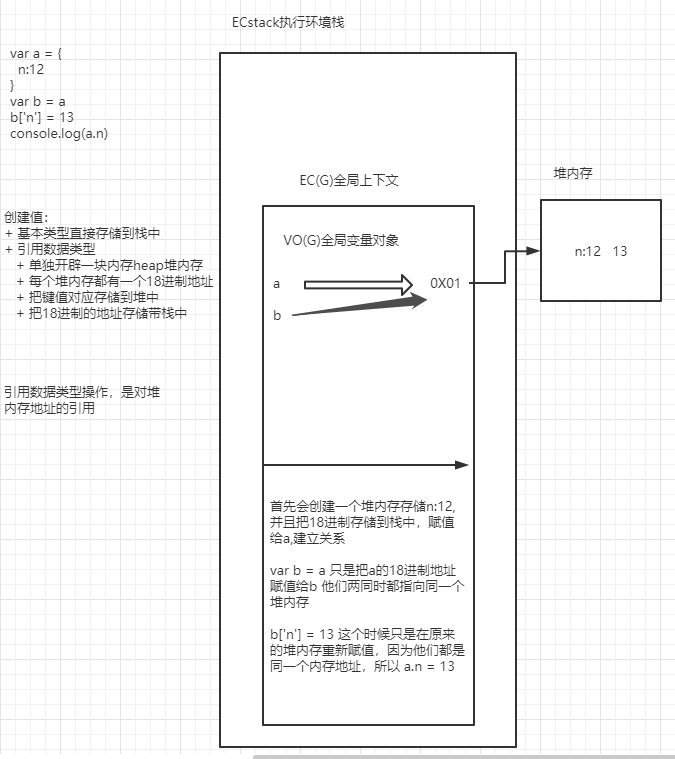 ECstack执行环境栈
var a = {
n:12
}
var b = a
b['n'] = 13
console.log(a.n)
创建值：
+ 基本类型直接存储到栈中
+ 引用数据类型
+ 单独开辟一块内存heap堆内存
+ 每个堆内存都有一个18进制地址
+ 把键值对应存储到堆中
+ 把18进制的地址存储带栈中
引用数据类型操作，是对堆
内存地址的引用
EC(G)全局上下文
VO(G)全局变量对象
a
0X01
b
堆内存
n:12 13
首先会创建一个堆内存存储n:12,
并且把18进制存储到栈中，赋值
给a,建立关系
var b = a 只是把a的18进制地址
赋值给b 他们两同时都指向同一个
堆内存
b['n'] = 13 这个时候只是在原来
的堆内存重新赋值，因为他们都是
同一个内存地址，所以 a.n = 13